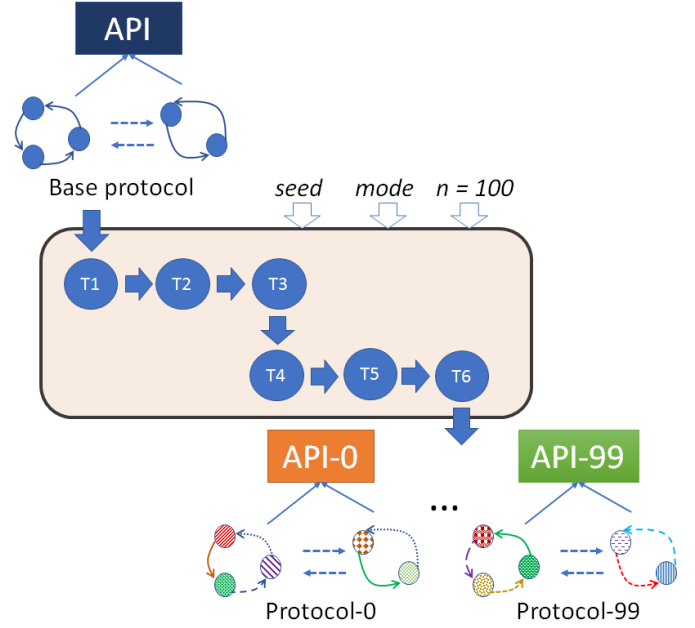 API
Base protocol
seed mode n = 100
T1 T2 T3
T4 T5 T6
API-0 API-99
...
Protocol-0 Protocol-99